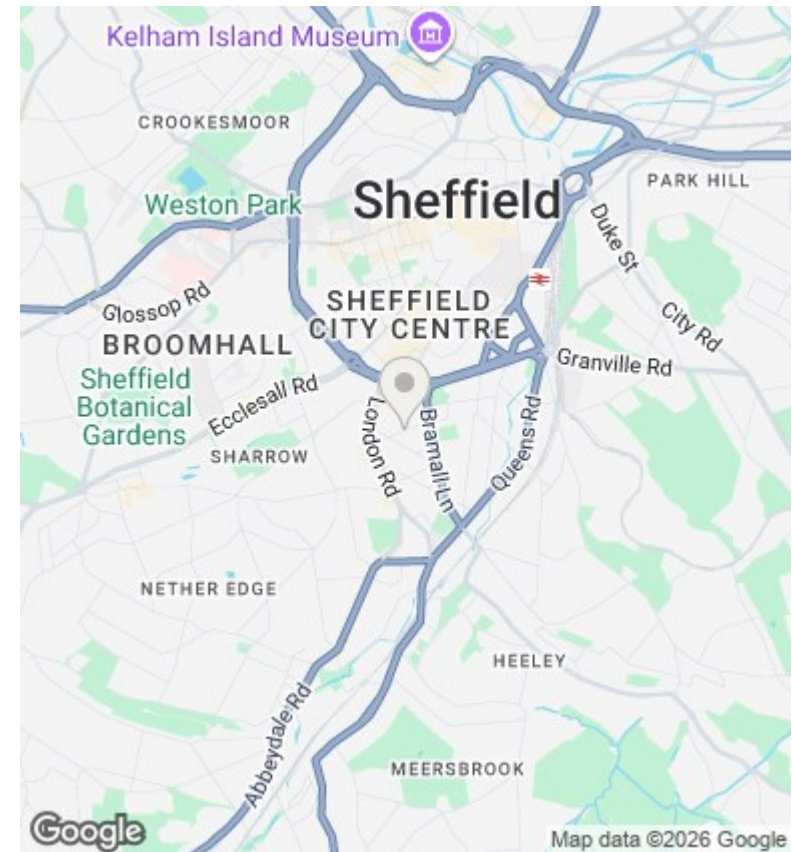 Kelham Island Museum
CROOKESMOOR
PARK HILL
Weston Park
Sheffield
Duke St
Glossop Rd
SHEFFIELD
CITY CENTRE
City Rd
BROOMHALL
Granville Rd
Sheffield
Botanical
Gardens
Ecclesall Rd
London Rd
Bramall Ln
Queens Rd
SHARROW
NETHER EDGE
HEELEY
Abbeydale Rd
MEERSBROOK
Google
Map data ©2026 Google